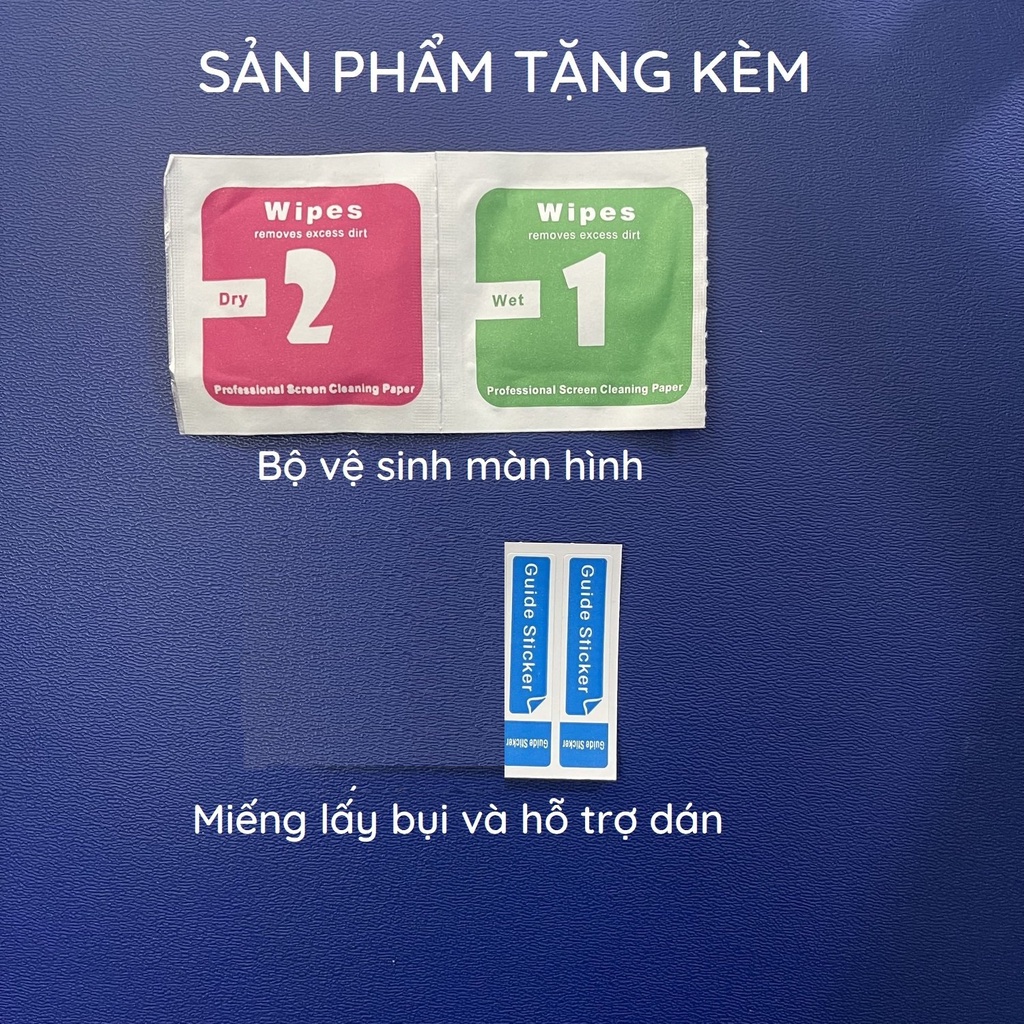 SẢN PHẨM TẶNG KÈM
Wipes
removes excess dirt
Dry
2
Professional Screen Cleaning Paper
Wipes
removes excess dirt
Wet
1
Professional Screen Cleaning Paper
Bộ vệ sinh màn hình
Guide Sticker
Guide Sticker
Guide Sticker
Guide Sticker
Miếng lấy bụi và hỗ trợ dán